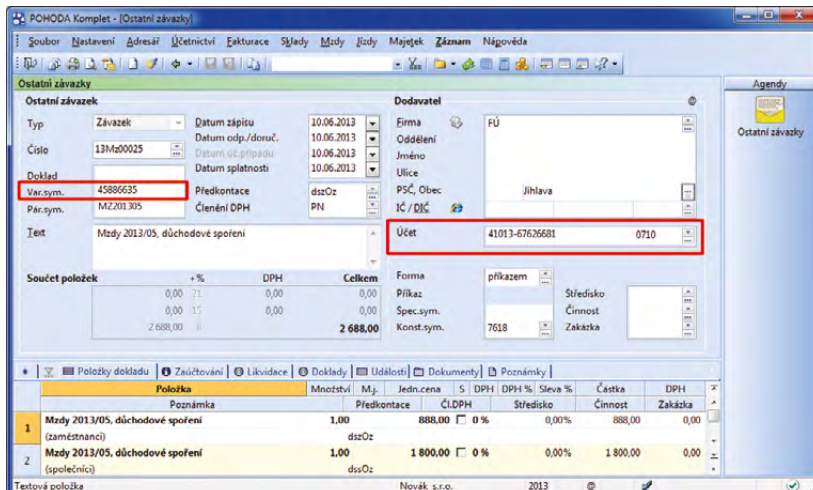 POHODA Komplet - [Ostatní závazky]
Soubor Nastavení Adresář Účetnictví Fakturace Sklady Mzdy Jízdy Majetek Záznam Nápověda
Ostatní závazky
Agendy
Ostatní závazky
Ostatní závazek
Typ Závazek
Číslo 13Mz00025
Doklad
Var.sym. 45886635
Pár.sym. MZ201305
Datum zápisu 10.06.2013
Datum odp./doruč. 10.06.2013
Datum úč.případu 10.06.2013
Datum splatnosti 10.06.2013
Předkontace dszOz
Členění DPH PN
Text Mzdy 2013/05, důchodové spoření
Dodavatel
Firma FÚ
Oddělení
Jméno
Ulice
PSČ, Obec Jihlava
IČ / DIČ
Účet 41013-67626681 0710
Součet položek +% DPH Celkem
0,00 21 0,00 0,00
0,00 15 0,00 0,00
2 688,00 2 688,00
Forma příkazem
Příkaz Středisko
Spec.sym. Činnost
Konst.sym. 7618 Zakázka
Položky dokladu Zaúčtování Likvidace Doklady Události Dokumenty Poznámky
Položka Množství M.j. Jedn.cena S DPH DPH % Sleva % Částka DPH
Poznámka Předkontace Čl.DPH Středisko Činnost Zakázka
1 Mzdy 2013/05, důchodové spoření 1,00 888,00 0 % 0,00% 888,00 0,00
(zaměstnanci) dszOz
2 Mzdy 2013/05, důchodové spoření 1,00 1 800,00 0 % 0,00% 1 800,00 0,00
(společníci) dssOz
Textová položka Novák s.r.o. 2013 @